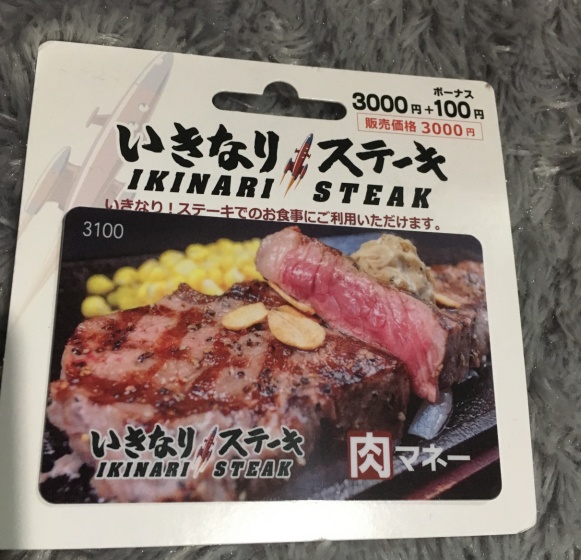 ボーナス
3000円+100円
販売価格 3000円
いきなりステーキ
IKINARI STEAK
いきなり！ステーキでのお食事にご利用いただけます。
3100
いきなりステーキ
IKINARI STEAK
肉マネー